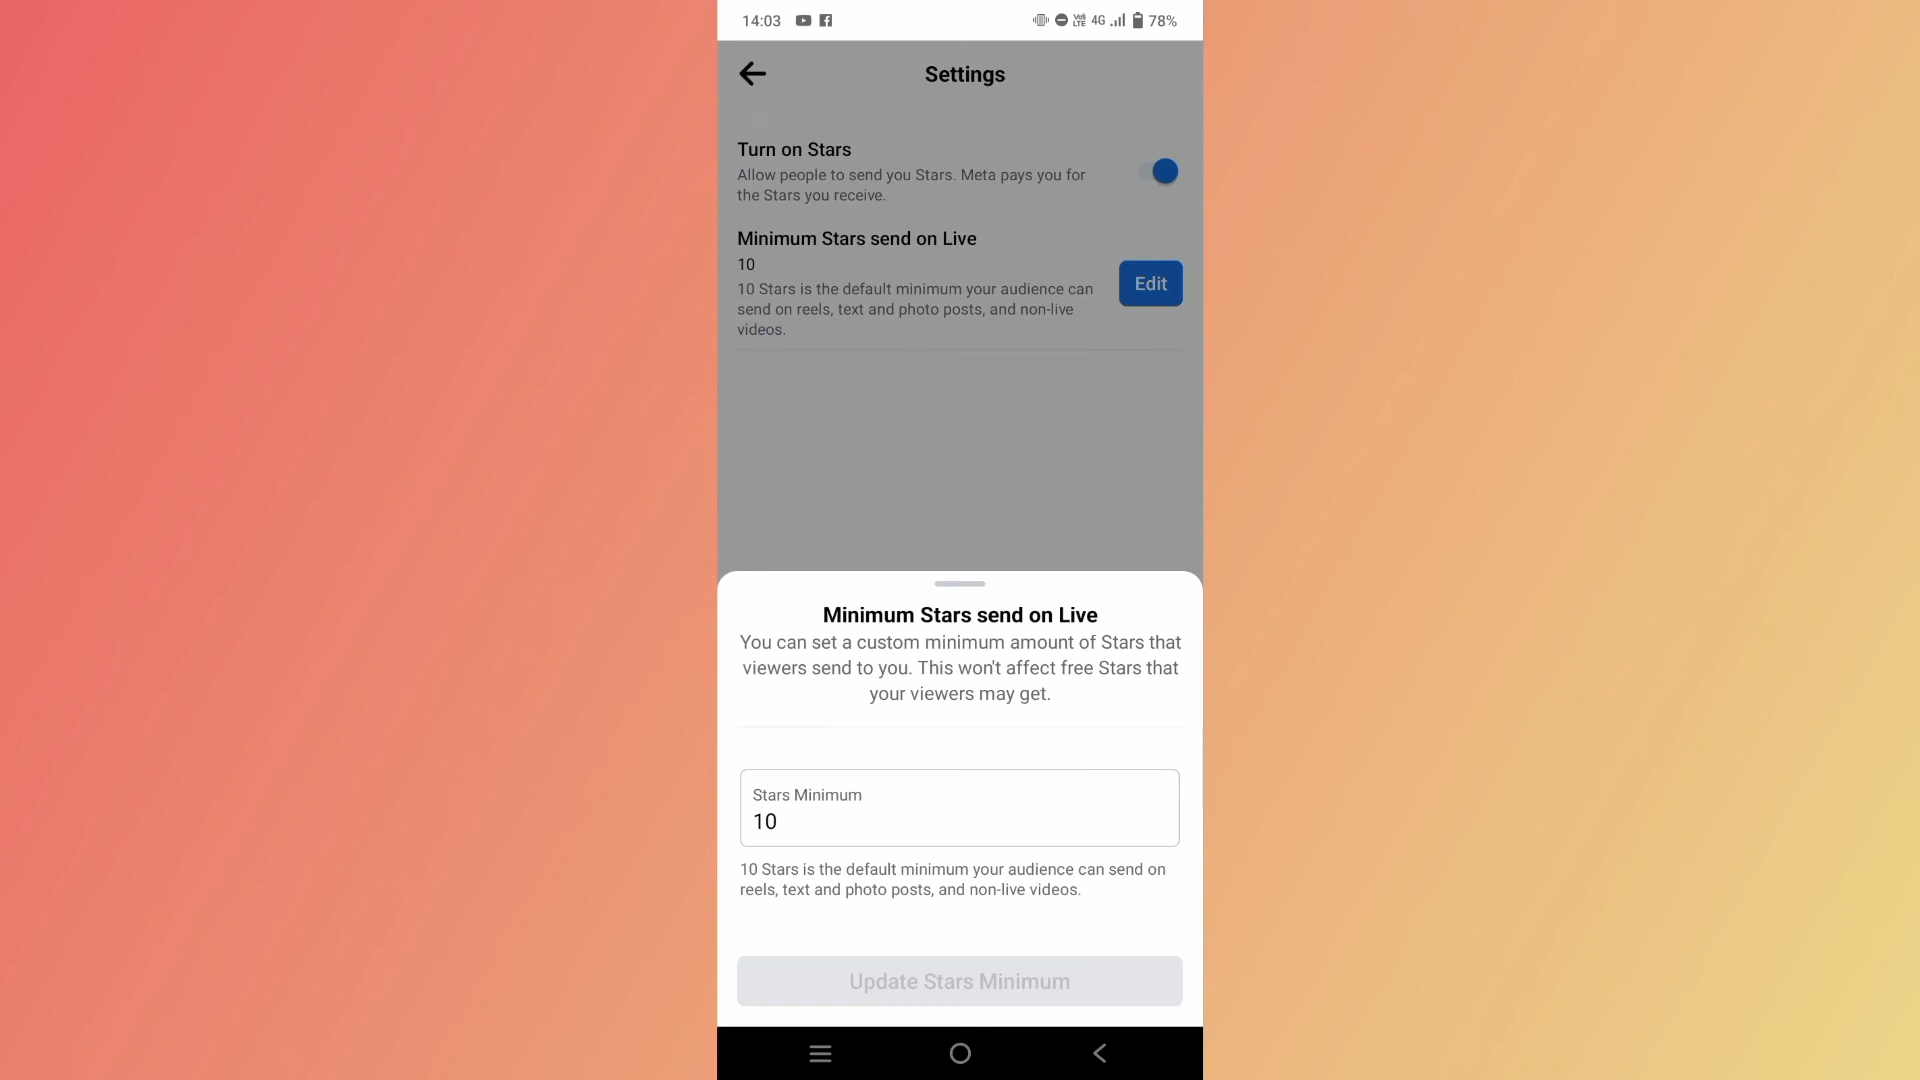 14:03 Vo) LTE 4G 78%
Settings
Turn on Stars
Allow people to send you Stars. Meta pays you for
the Stars you receive.
Minimum Stars send on Live
10
10 Stars is the default minimum your audience can
send on reels, text and photo posts, and non-live
videos.
Edit
Minimum Stars send on Live
You can set a custom minimum amount of Stars that
viewers send to you. This won't affect free Stars that
your viewers may get.
Stars Minimum
10
10 Stars is the default minimum your audience can send on
reels, text and photo posts, and non-live videos.
Update Stars Minimum